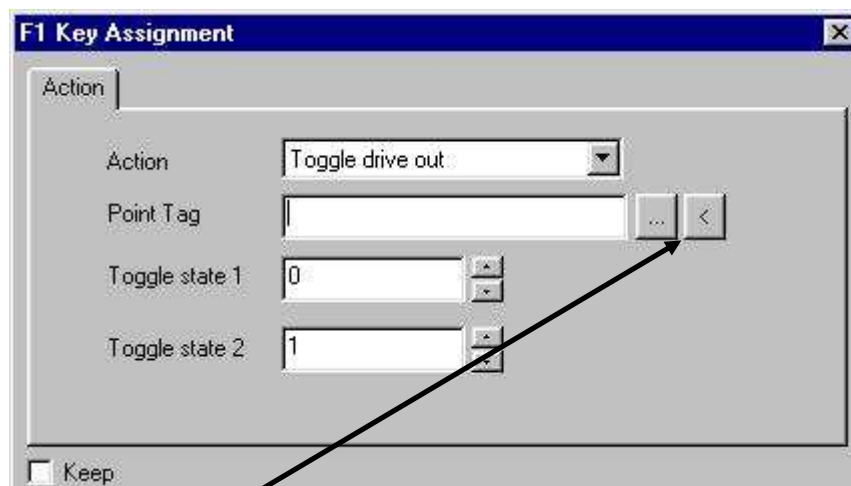 F1 Key Assignment
Action
Action Toggle drive out
Point Tag ... <
Toggle state 1 0
Toggle state 2 1
Keep